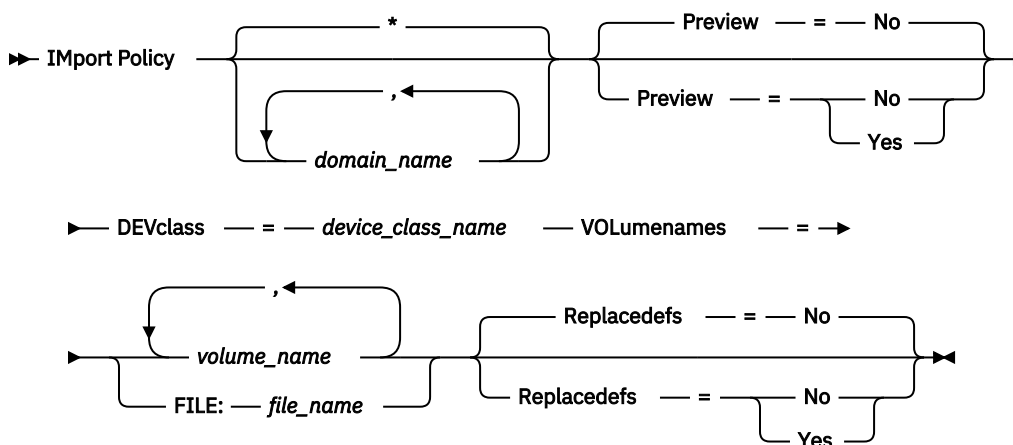 *
Preview = No
IMport Policy
,
domain_name
Preview = No
Yes
DEVclass = device_class_name VOLumenames =
,
volume_name
FILE: file_name
Replacedefs = No
Replacedefs = No
Yes